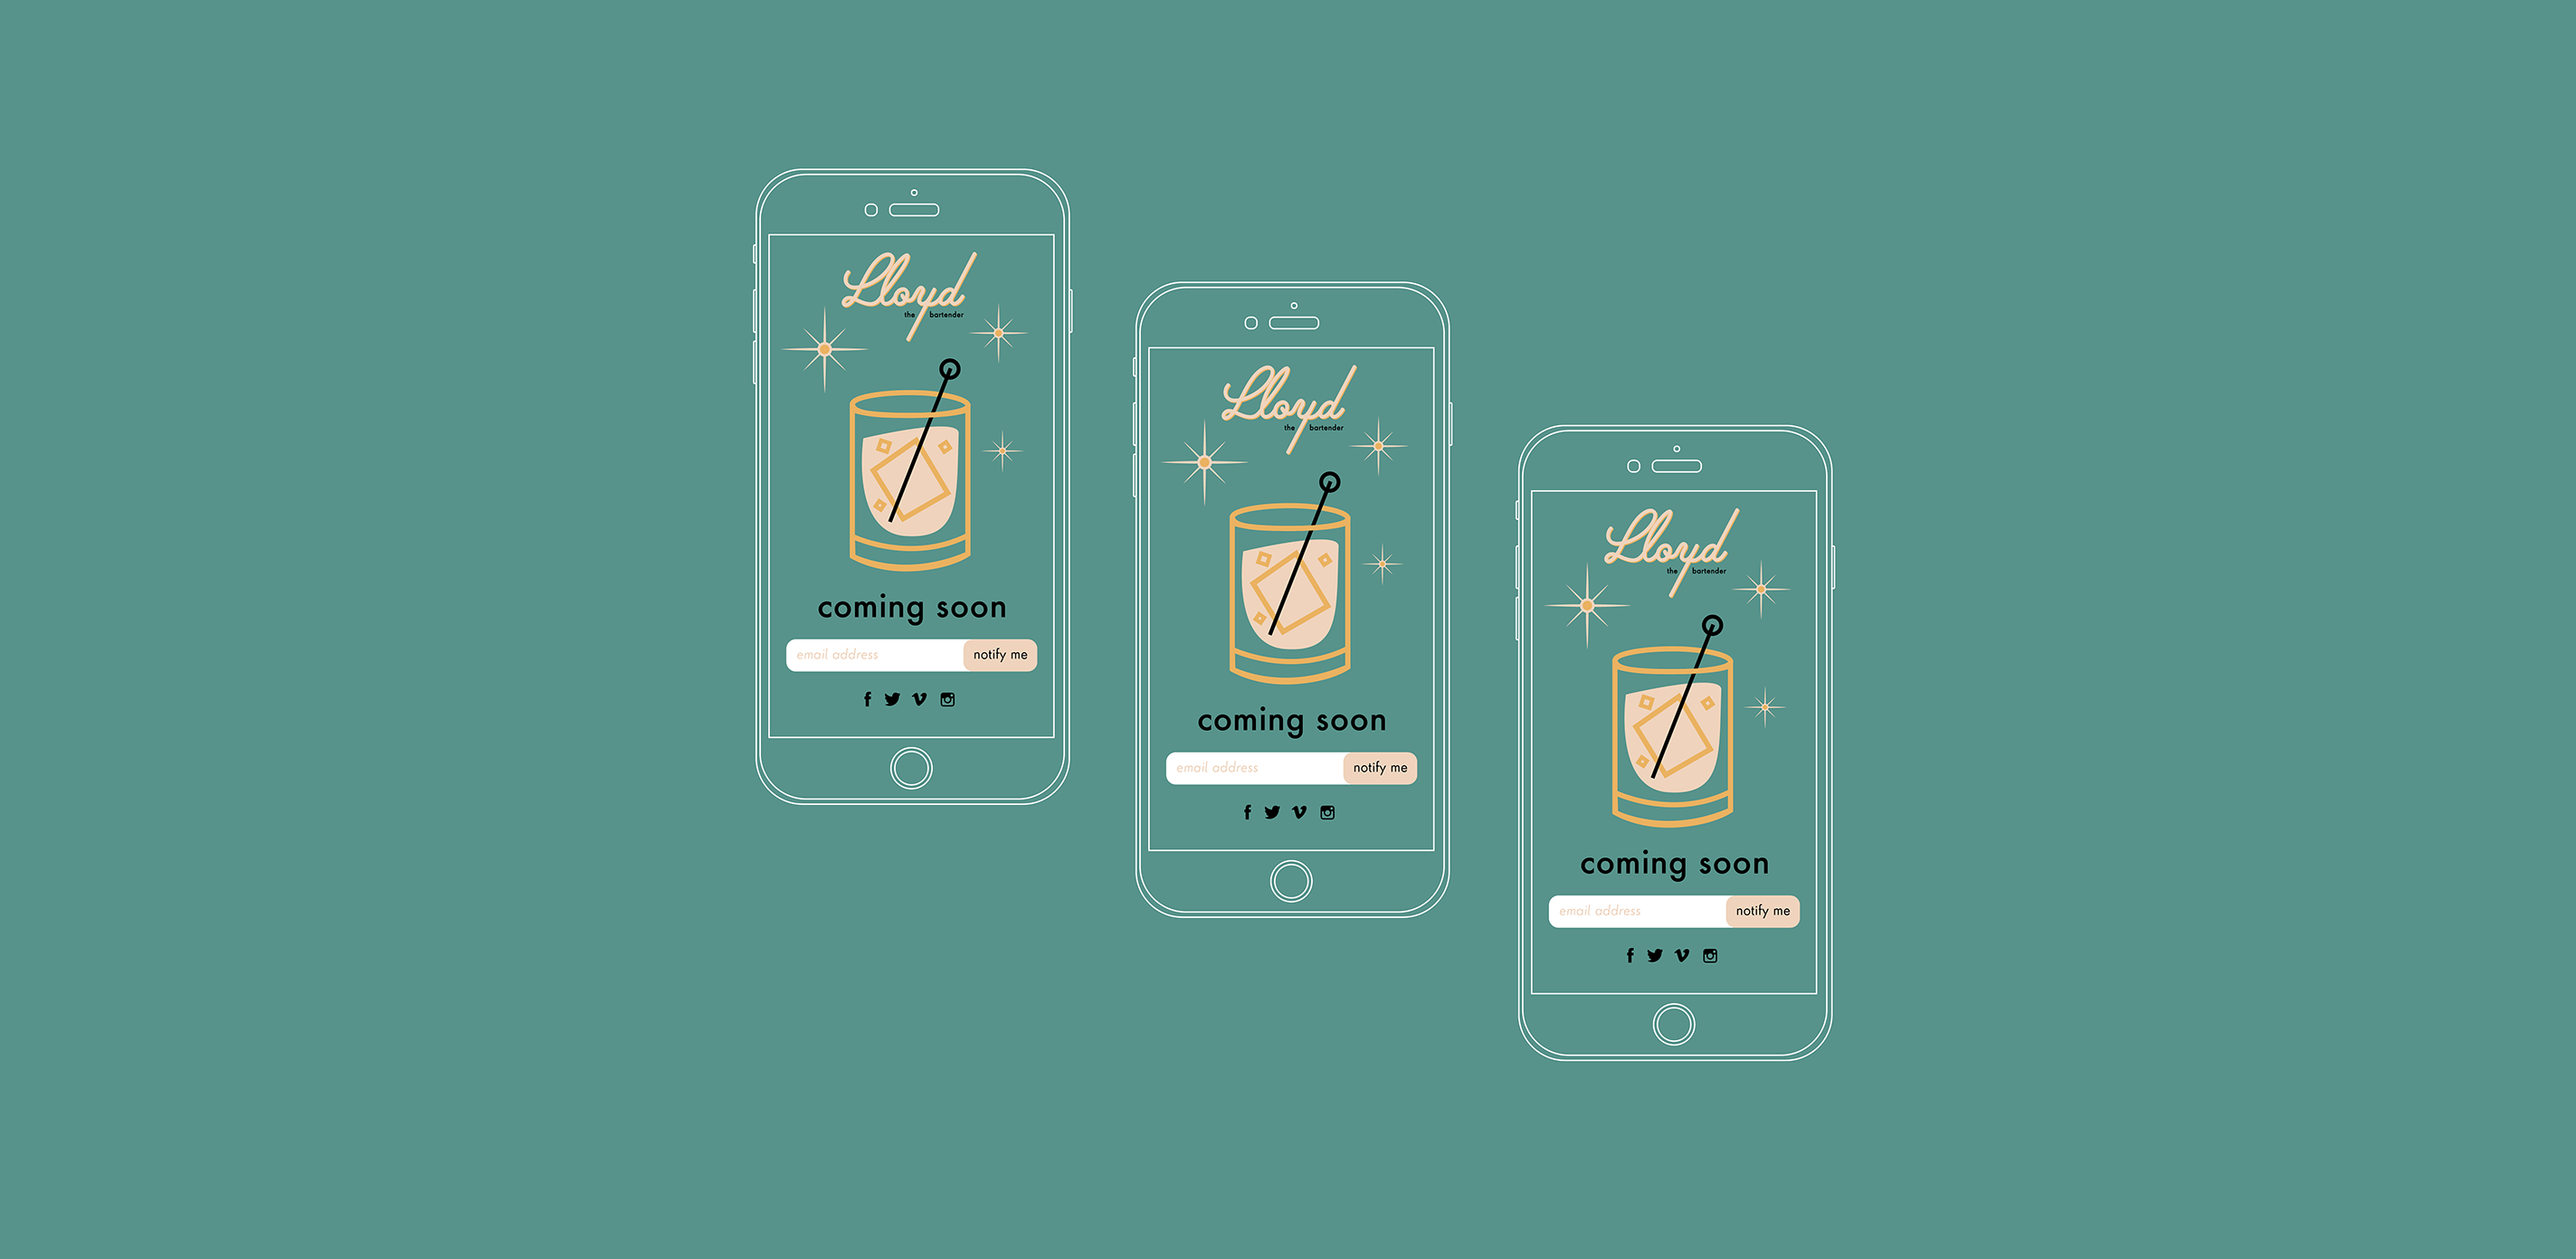 Lloyd
the bartender
coming soon
email address notify me
Lloyd
the bartender
coming soon
email address notify me
Lloyd
the bartender
coming soon
email address notify me